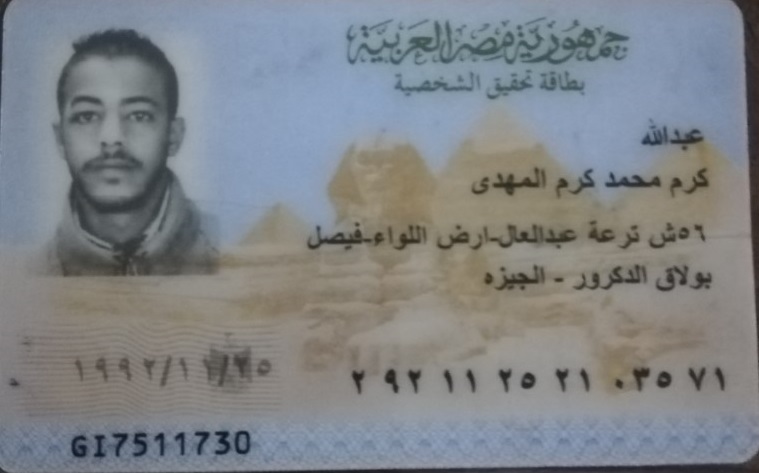 جمهورية مصر العربية
بطاقة تحقيق الشخصية
عبدالله
كرم محمد كرم المهدى
٥٦ش ترعة عبدالعال-ارض اللواء-فيصل
بولاق الدكرور - الجيزه
١٩٩٢/١١/٢٥
٢ ٩٢ ١١ ٢٥ ٢١ ٠٣٥ ٧١
GI7511730